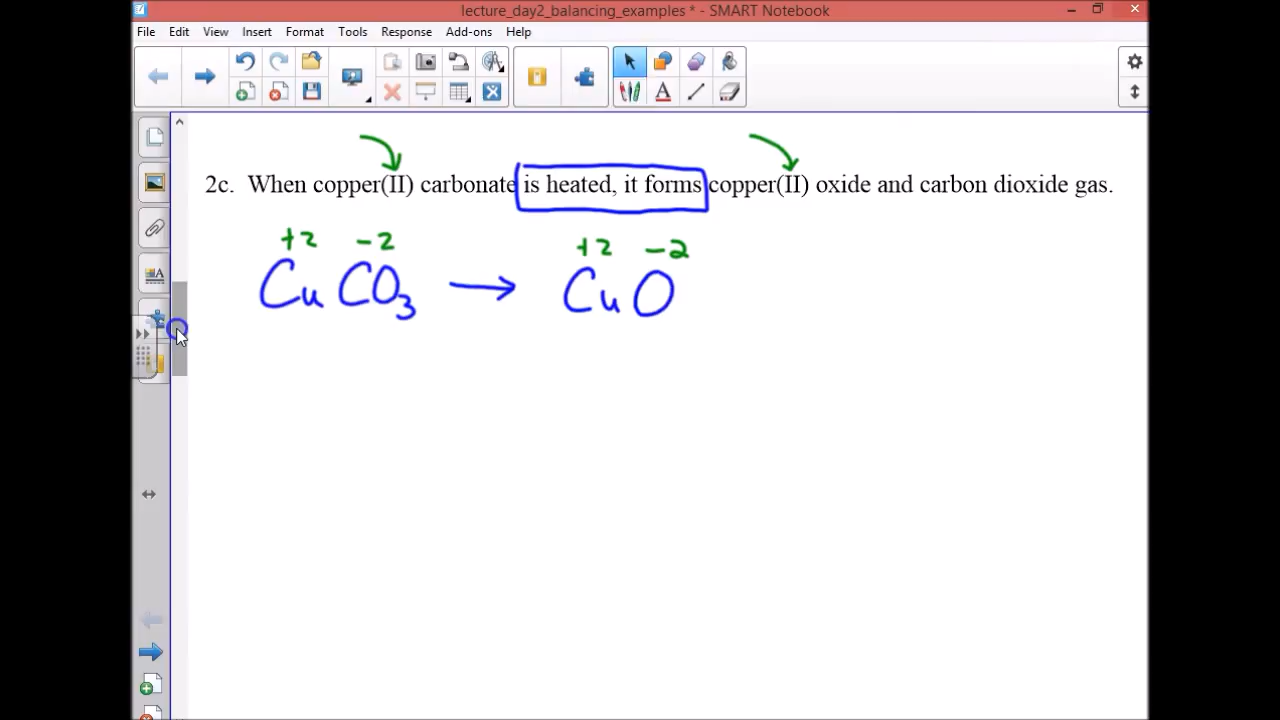 lecture_day2_balancing_examples * - SMART Notebook
File Edit View Insert Format Tools Response Add-ons Help
2c. When copper(II) carbonate is heated, it forms copper(II) oxide and carbon dioxide gas.
+2 -2 +2 -2
CuCO₃ → CuO